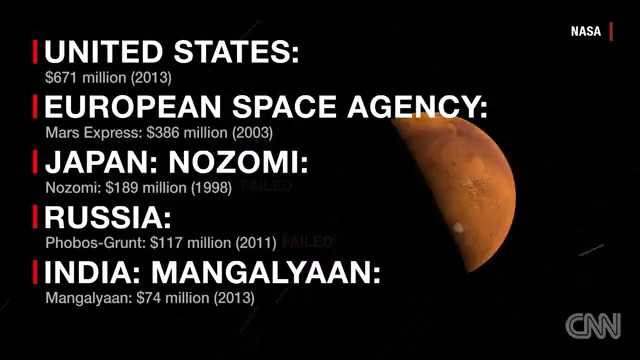 NASA
UNITED STATES:
$671 million (2013)
EUROPEAN SPACE AGENCY:
Mars Express: $386 million (2003)
JAPAN: NOZOMI:
Nozomi: $189 million (1998) FAILED
RUSSIA:
Phobos-Grunt: $117 million (2011) FAILED
INDIA: MANGALYAAN:
Mangalyaan: $74 million (2013)
CNN